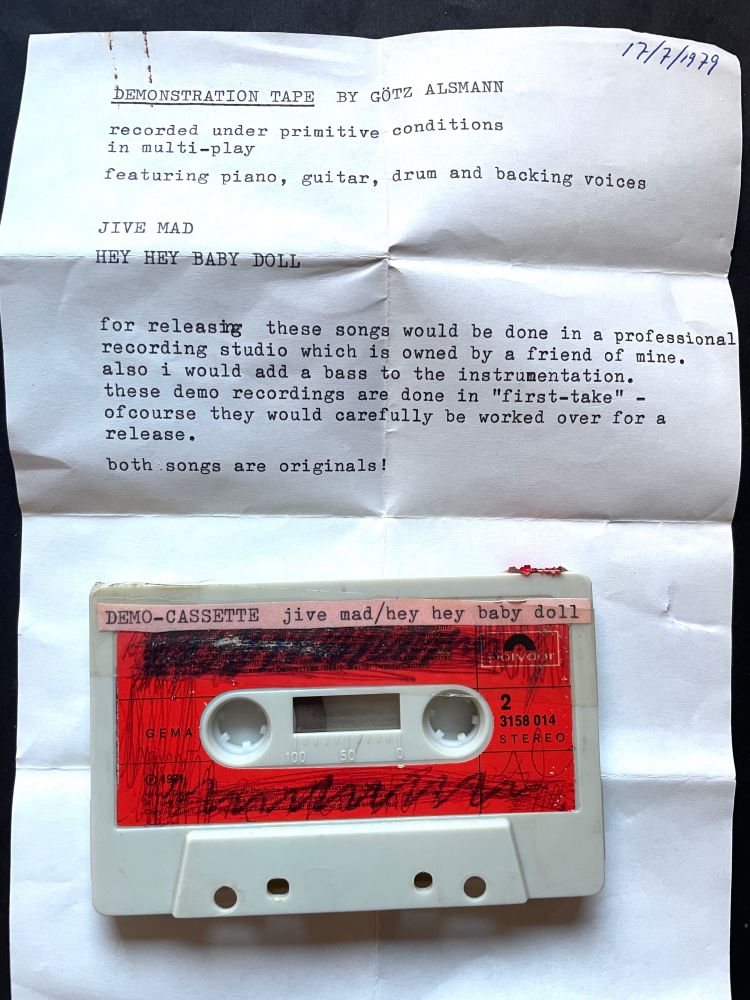 17/7/1979
DEMONSTRATION TAPE BY GÖTZ ALSMANN
recorded under primitive conditions
in multi-play
featuring piano, guitar, drum and backing voices
JIVE MAD
HEY HEY BABY DOLL
for releasing these songs would be done in a professional
recording studio which is owned by a friend of mine.
also i would add a bass to the instrumentation.
these demo recordings are done in "first-take" -
ofcourse they would carefully be worked over for a
release.
both songs are originals!
DEMO-CASSETTE jive mad/hey hey baby doll
polydor
2
3158 014
GEMA
STEREO
100 50 0
℗ 1971